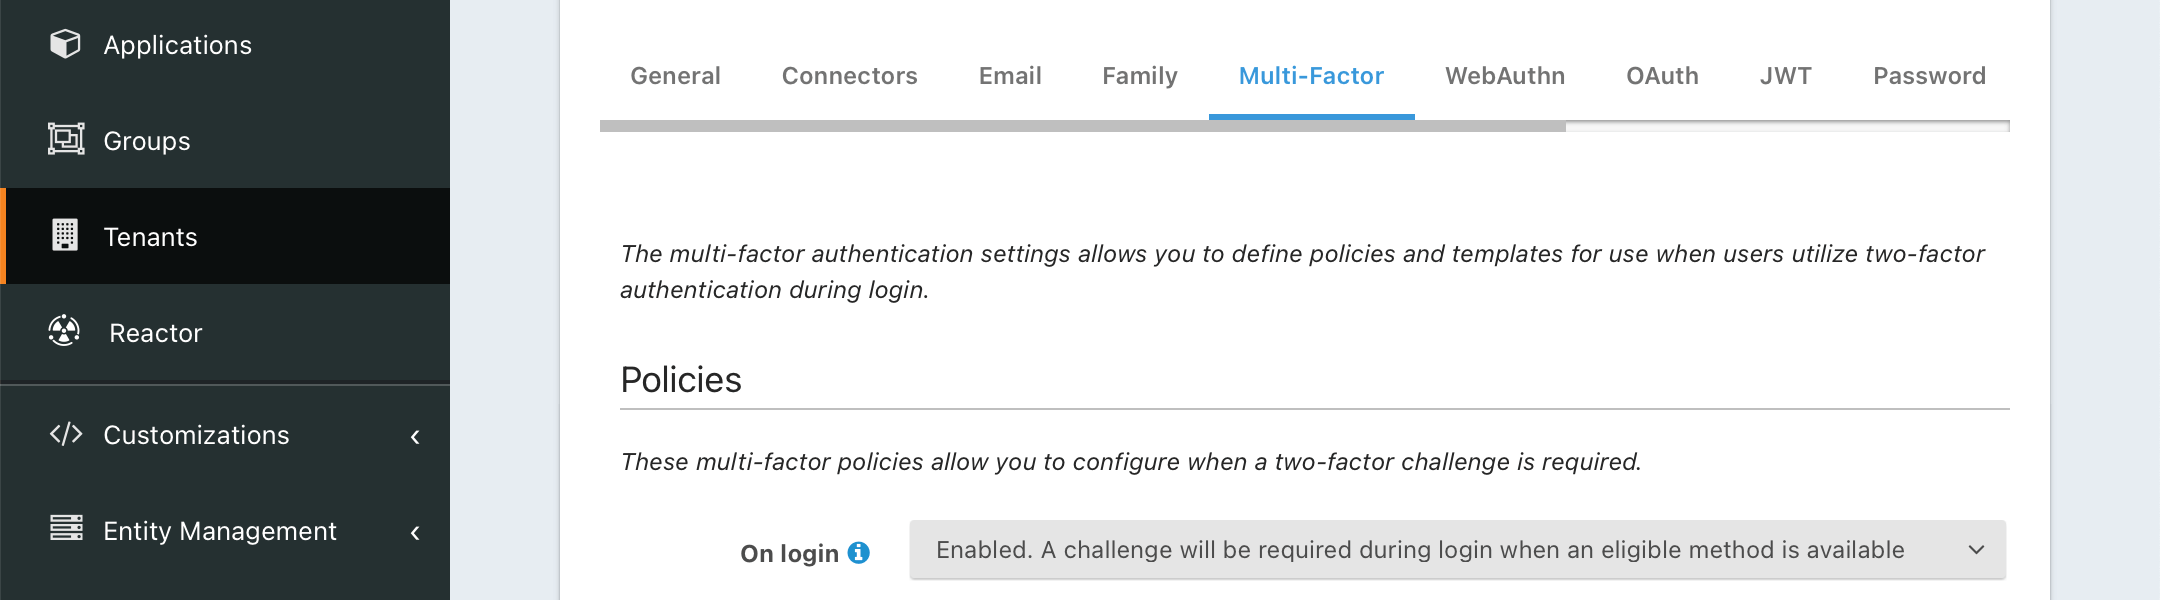 Applications
Groups
Tenants
Reactor
Customizations
Entity Management
General Connectors Email Family Multi-Factor WebAuthn OAuth JWT Password
The multi-factor authentication settings allows you to define policies and templates for use when users utilize two-factor
authentication during login.
Policies
These multi-factor policies allow you to configure when a two-factor challenge is required.
On login Enabled. A challenge will be required during login when an eligible method is available